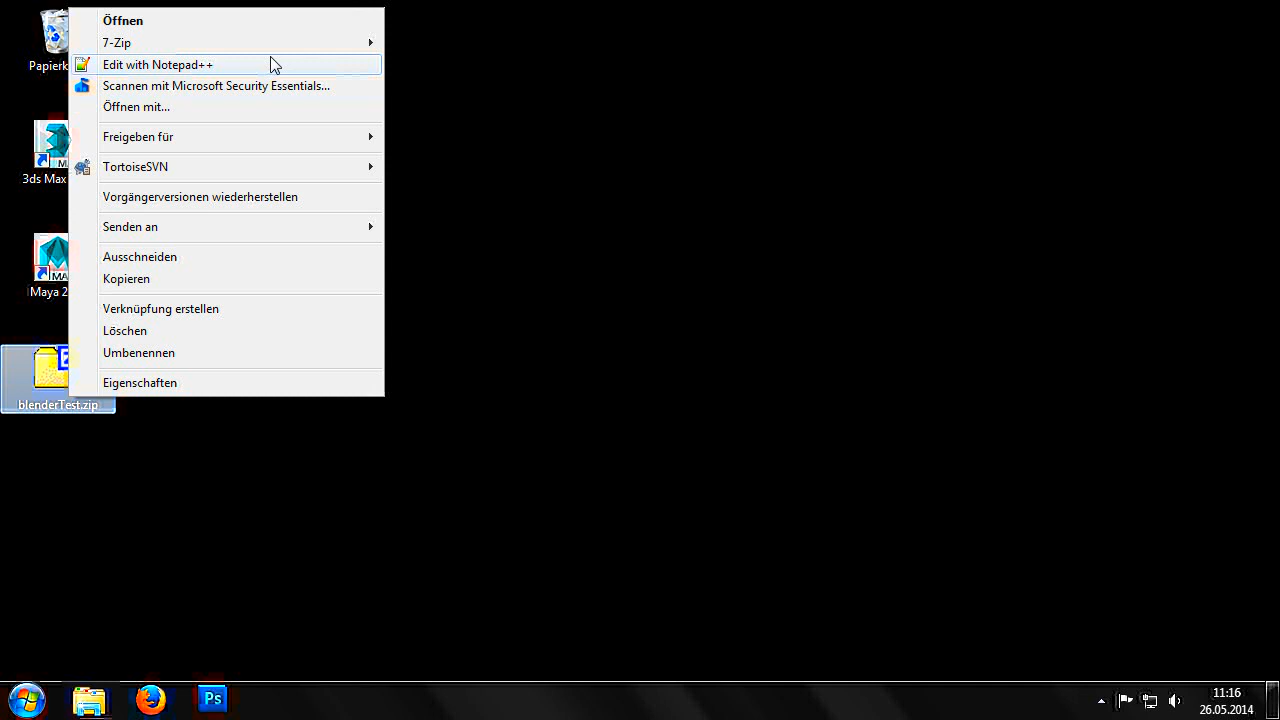 Öffnen
7-Zip
Edit with Notepad++
Scannen mit Microsoft Security Essentials...
Öffnen mit...
Freigeben für
TortoiseSVN
Vorgängerversionen wiederherstellen
Senden an
Ausschneiden
Kopieren
Verknüpfung erstellen
Löschen
Umbenennen
Eigenschaften
Papierk
3ds Max
MA
Maya 2
blenderTest.zip
Ps
11:16
26.05.2014